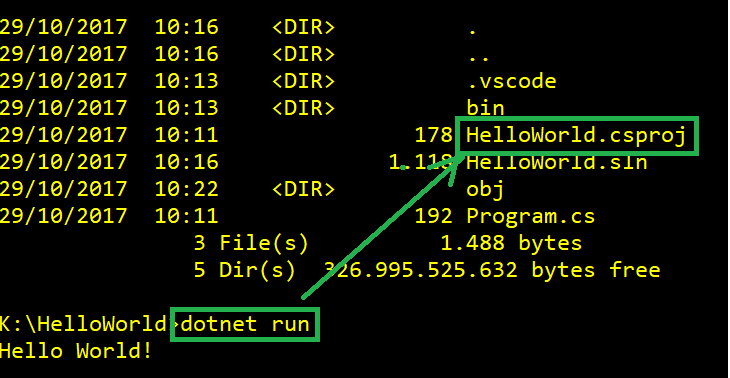 29/10/2017  10:16    <DIR>          .
29/10/2017  10:16    <DIR>          ..
29/10/2017  10:13    <DIR>          .vscode
29/10/2017  10:13    <DIR>          bin
29/10/2017  10:11               178 HelloWorld.csproj
29/10/2017  10:16             1.118 HelloWorld.sln
29/10/2017  10:22    <DIR>          obj
29/10/2017  10:11               192 Program.cs
3 File(s)          1.488 bytes
5 Dir(s)  326.995.525.632 bytes free
K:\HelloWorld>dotnet run
Hello World!